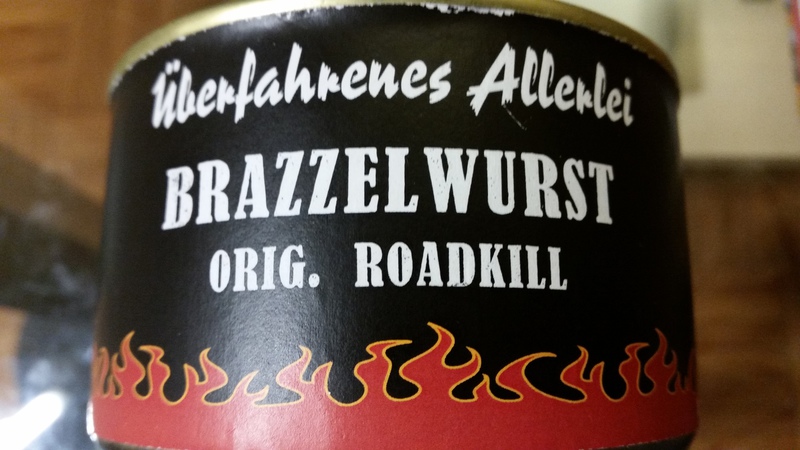 Überfahrenes Allerlei
BRAZZELWURST
ORIG. ROADKILL